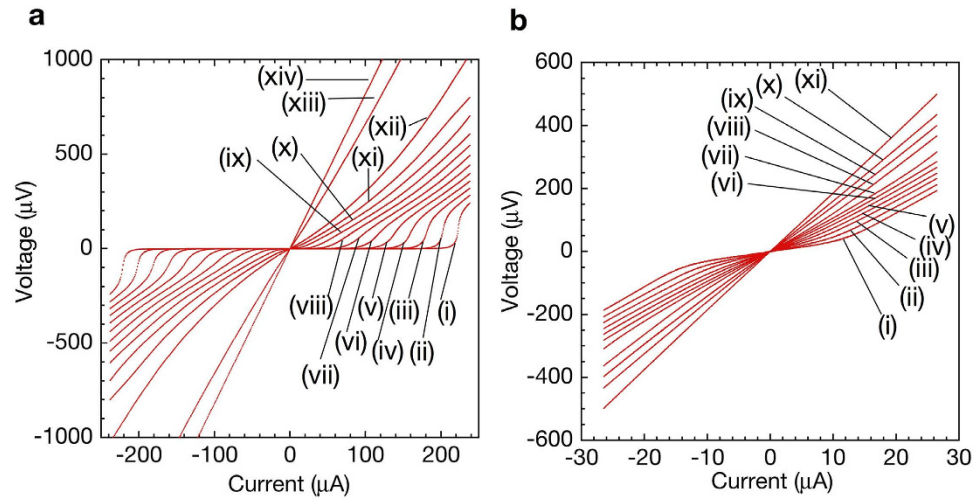 a
1000
500
0
-500
-1000
Voltage (μV)
-200
-100
0
100
200
Current (μA)
(xiv)
(xiii)
(xii)
(ix)
(x)
(xi)
(viii)
(v)
(iii)
(i)
(vi)
(iv)
(ii)
(vii)
b
600
400
200
0
-200
-400
-600
Voltage (μV)
-30
-20
-10
0
10
20
30
Current (μA)
(xi)
(x)
(ix)
(viii)
(vii)
(vi)
(v)
(iv)
(iii)
(ii)
(i)